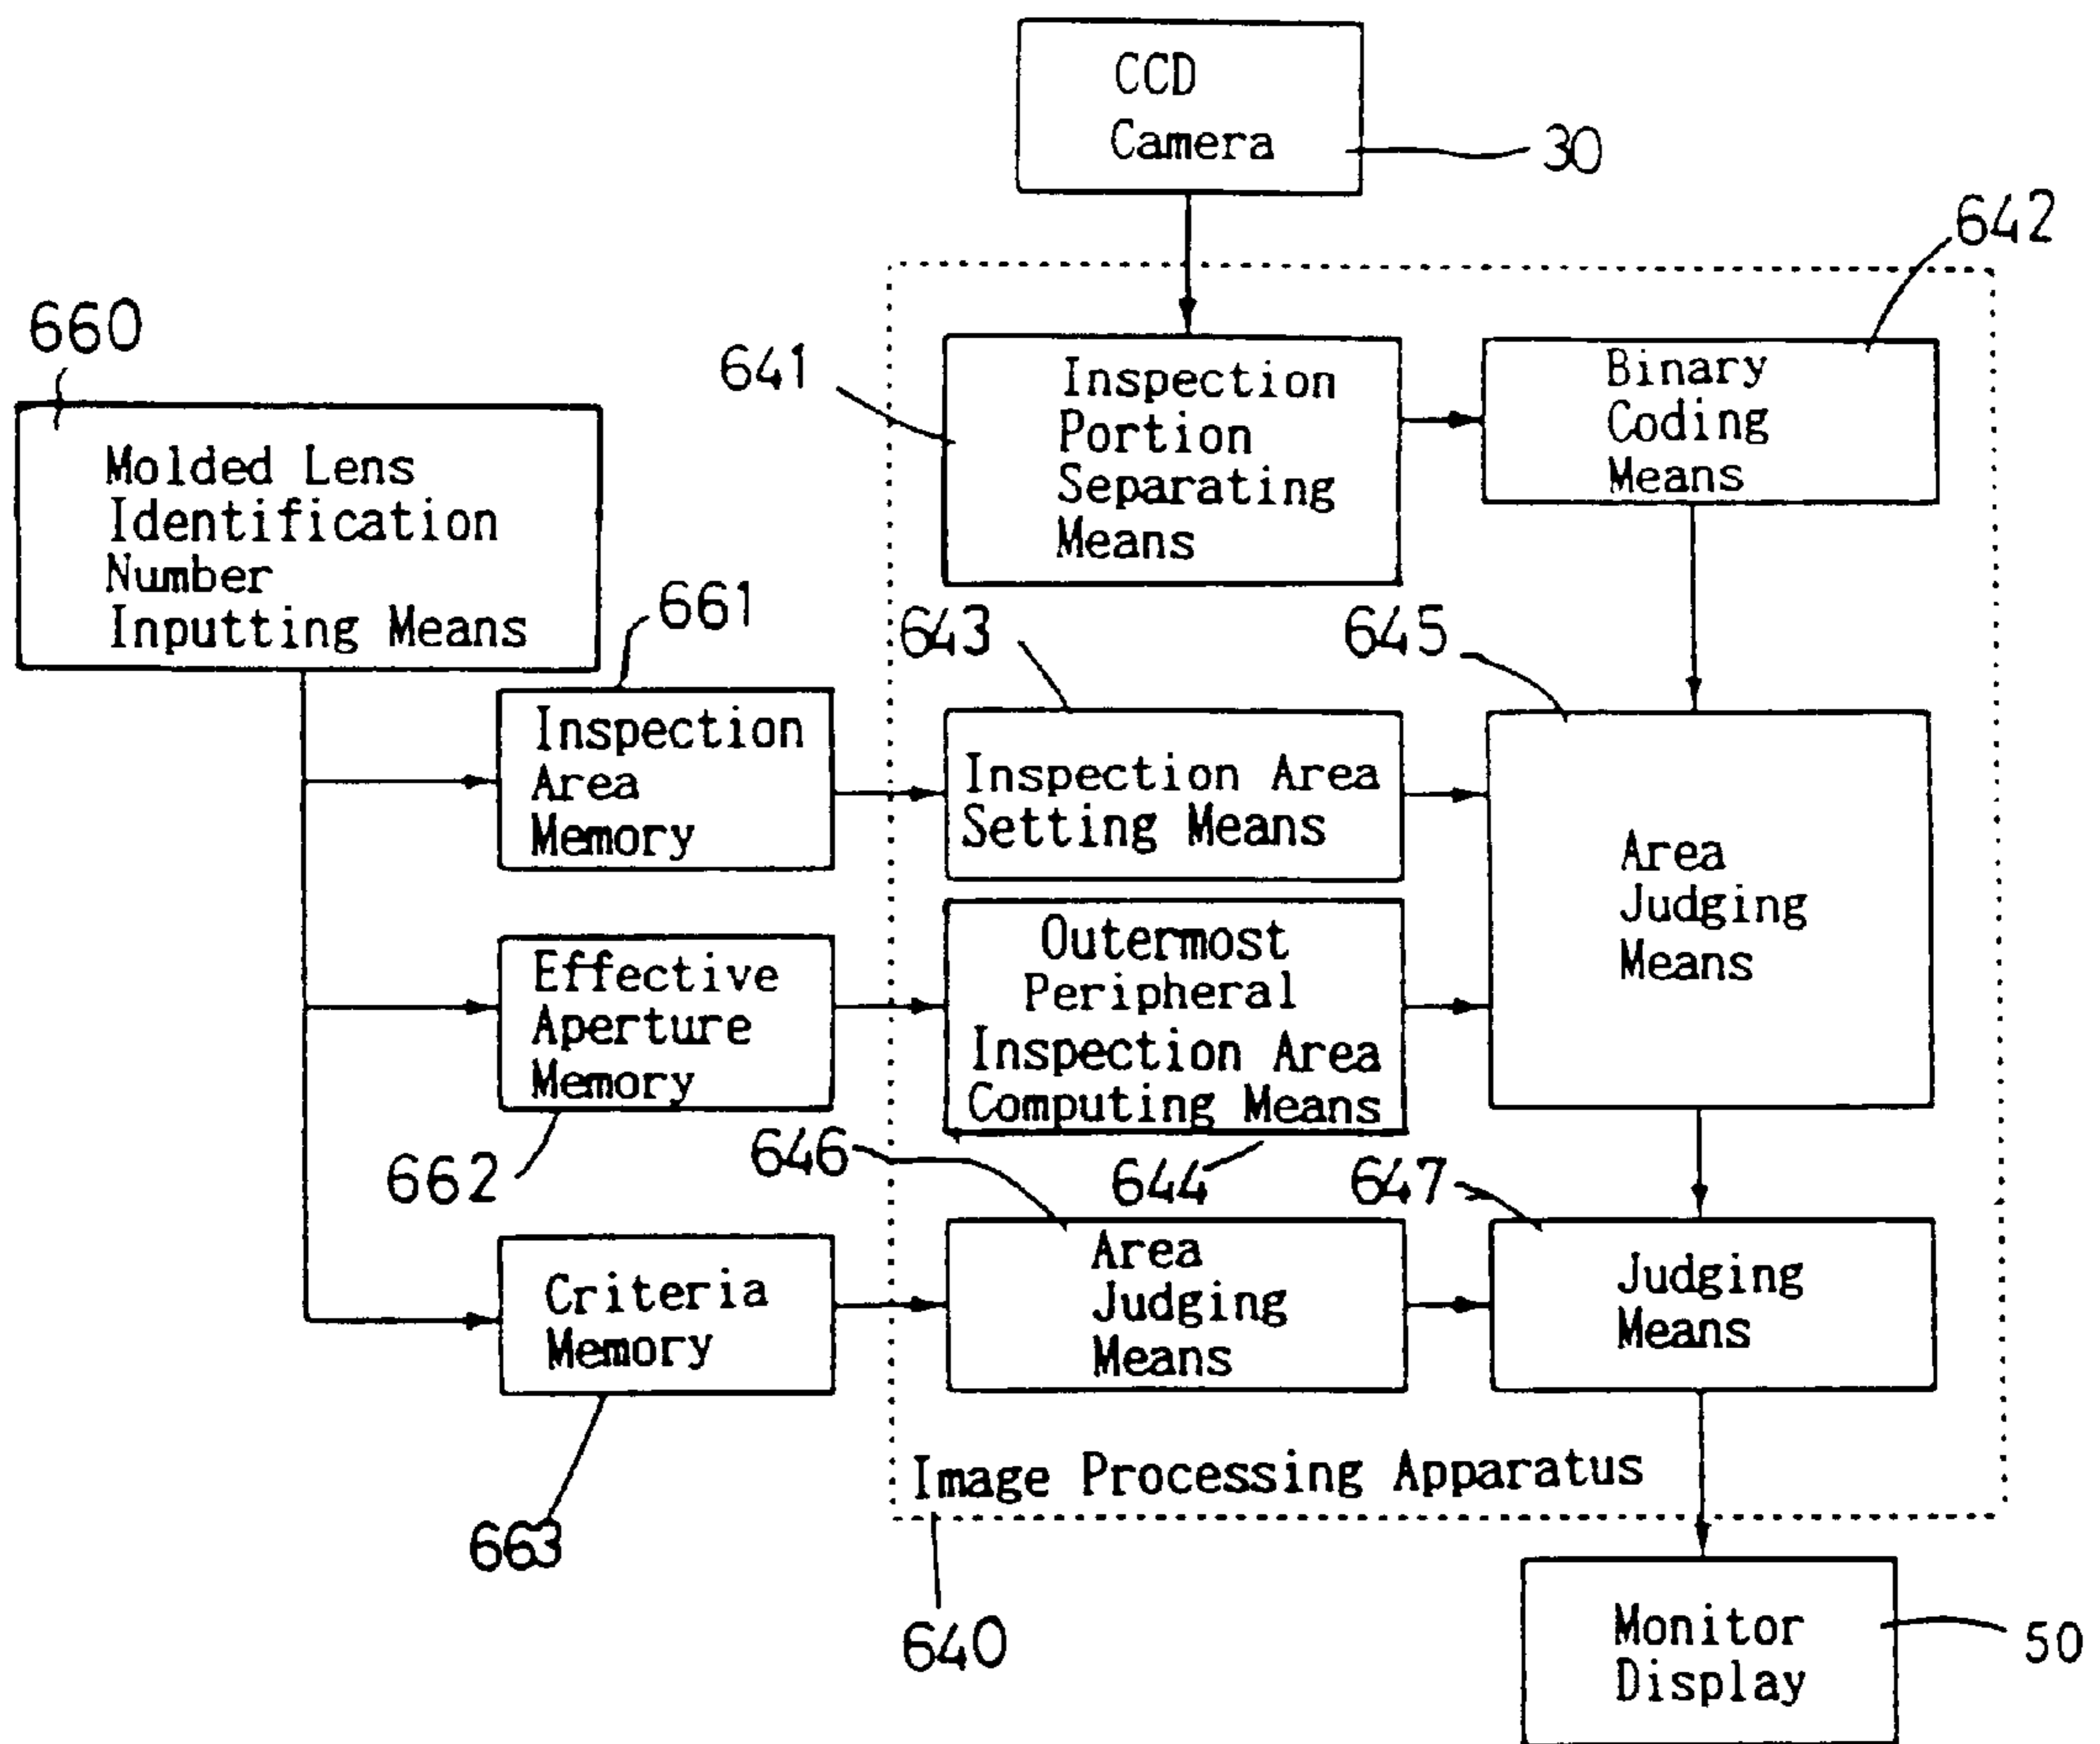 CCD
Camera
30
642
660
641
Inspection
Portion
Separating
Means
Binary
Coding
Means
Molded Lens
Identification
Number
Inputting Means
661
643
645
Inspection
Area
Memory
Inspection Area
Setting Means
Area
Judging
Means
Effective
Aperture
Memory
Outermost
Peripheral
Inspection Area
Computing Means
662
646
644
647
Criteria
Memory
Area
Judging
Means
Judging
Means
Image Processing Apparatus
663
640
Monitor
Display
50